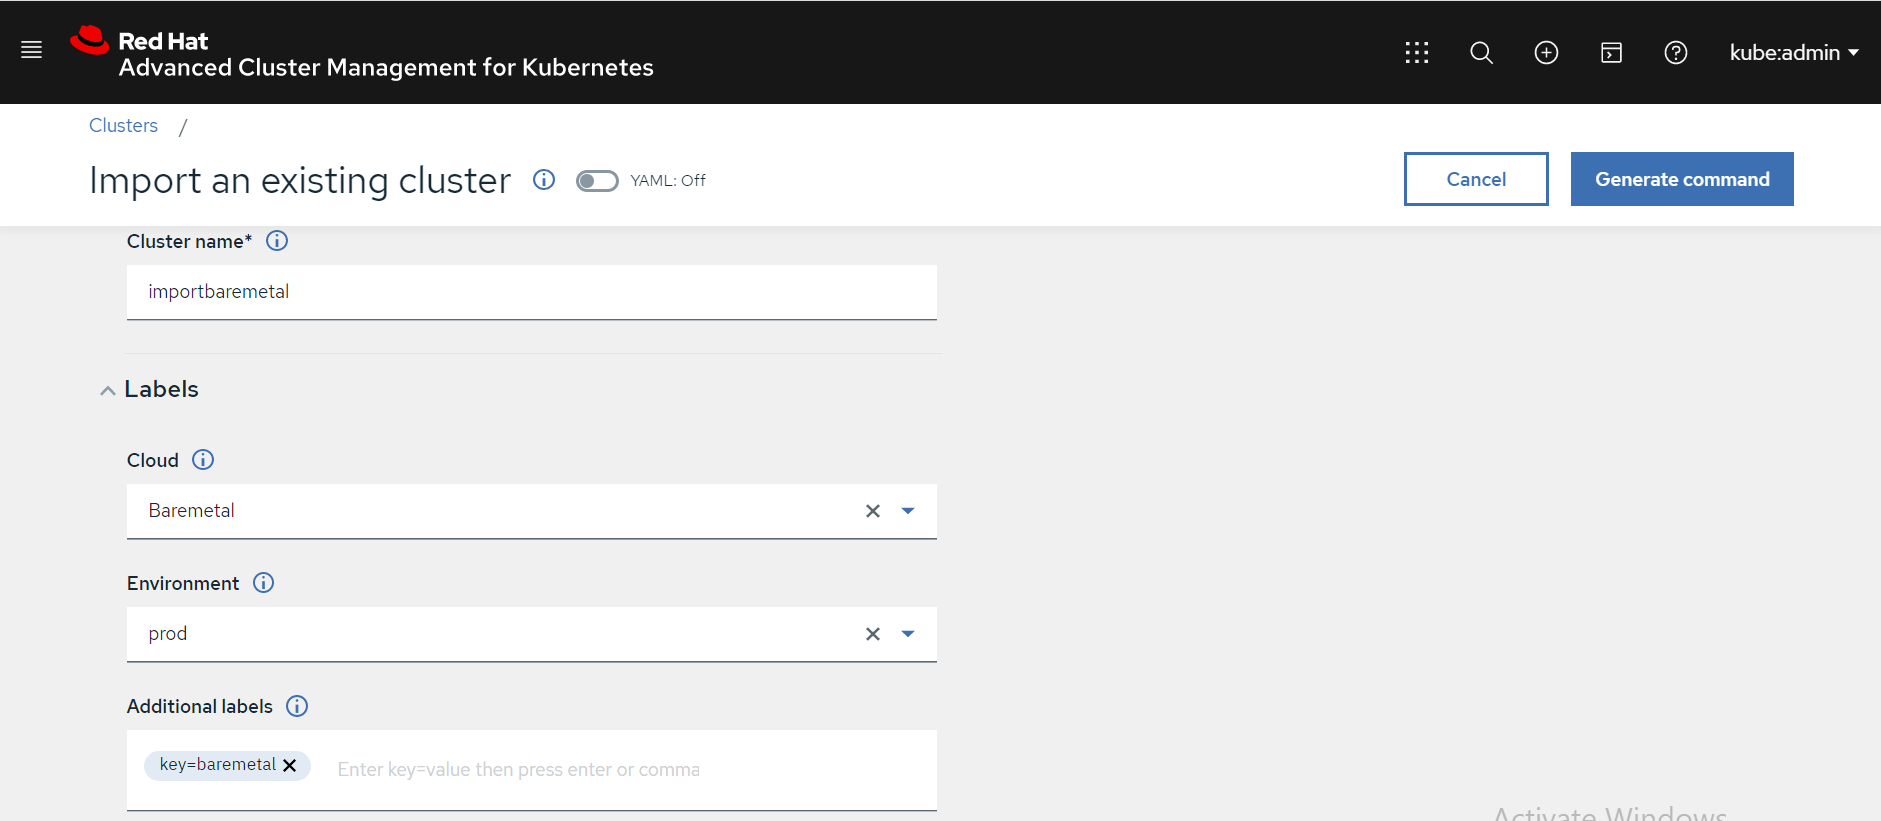 Red Hat
Advanced Cluster Management for Kubernetes
kube:admin
Clusters /
Import an existing cluster
YAML: Off
Cancel
Generate command
Cluster name*
importbaremetal
Labels
Cloud
Baremetal
Environment
prod
Additional labels
key=baremetal
Enter key=value then press enter or comma
Activate Windows